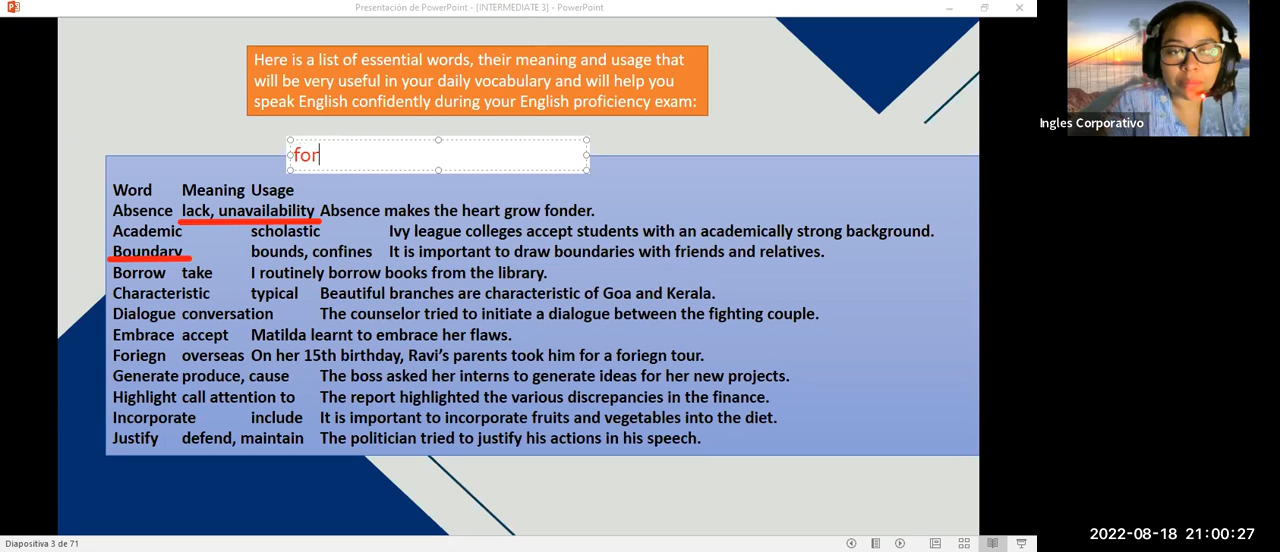 Presentación de PowerPoint - [INTERMEDIATE 3] - PowerPoint
Here is a list of essential words, their meaning and usage that
will be very useful in your daily vocabulary and will help you
speak English confidently during your English proficiency exam:
for
Word Meaning Usage
Absence lack, unavailability Absence makes the heart grow fonder.
Academic scholastic Ivy league colleges accept students with an academically strong background.
Boundary bounds, confines It is important to draw boundaries with friends and relatives.
Borrow take I routinely borrow books from the library.
Characteristic typical Beautiful branches are characteristic of Goa and Kerala.
Dialogue conversation The counselor tried to initiate a dialogue between the fighting couple.
Embrace accept Matilda learnt to embrace her flaws.
Foriegn overseas On her 15th birthday, Ravi’s parents took him for a foriegn tour.
Generate produce, cause The boss asked her interns to generate ideas for her new projects.
Highlight call attention to The report highlighted the various discrepancies in the finance.
Incorporate include It is important to incorporate fruits and vegetables into the diet.
Justify defend, maintain The politician tried to justify his actions in his speech.
Diapositiva 3 de 71
Ingles Corporativo
2022-08-18 21:00:27